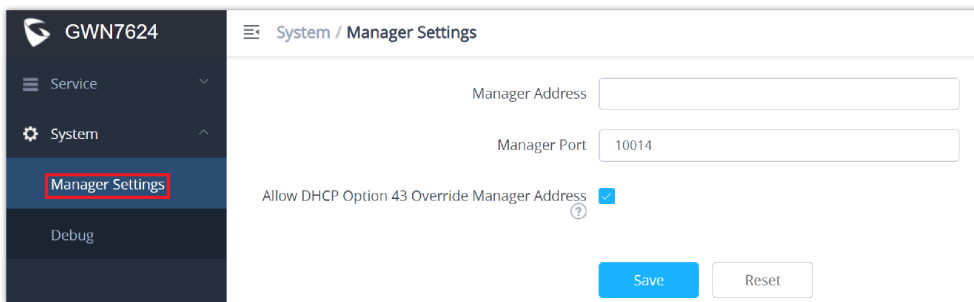 GWN7624
System / Manager Settings
Service
System
Manager Settings
Debug
Manager Address
Manager Port 10014
Allow DHCP Option 43 Override Manager Address
?
Save Reset